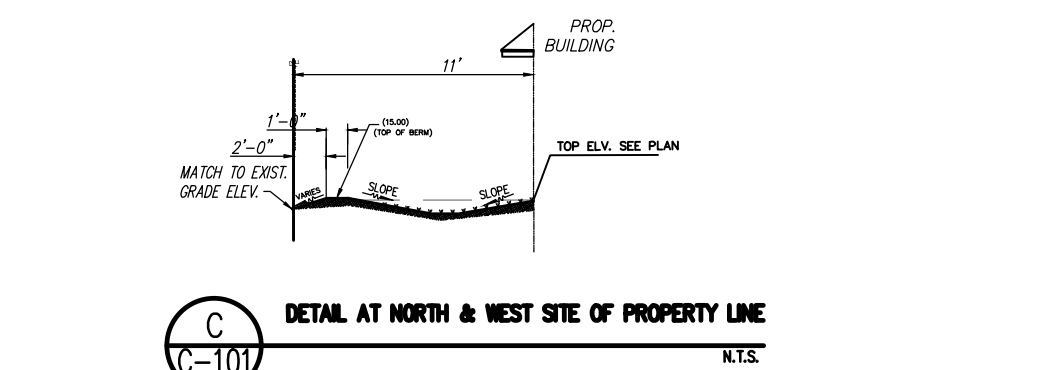 PROP.
BUILDING
11'
1'-0"
(15.00)
(TOP OF BERM)
2'-0"
TOP ELV. SEE PLAN
MATCH TO EXIST.
GRADE ELEV.
VARIES
SLOPE
SLOPE
C
C-101
DETAIL AT NORTH & WEST SITE OF PROPERTY LINE
N.T.S.